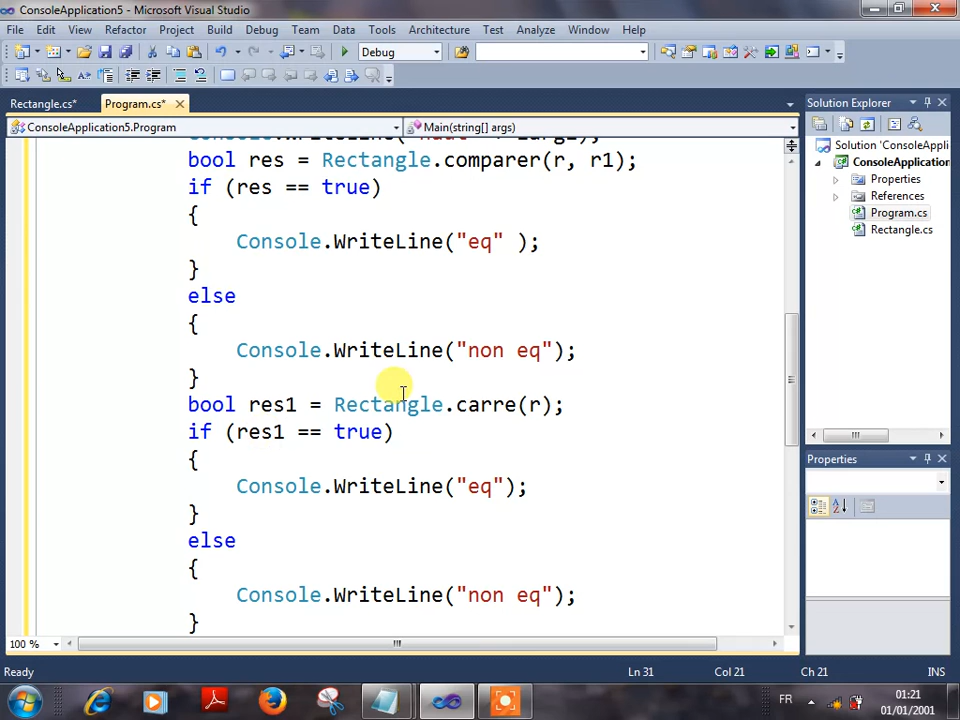 ConsoleApplication5 - Microsoft Visual Studio
File Edit View Refactor Project Build Debug Team Data Tools Architecture Test Analyze Window Help
Debug
Rectangle.cs* Program.cs*
ConsoleApplication5.Program Main(string[] args)
bool res = Rectangle.comparer(r, r1);
if (res == true)
{
Console.WriteLine("eq" );
}
else
{
Console.WriteLine("non eq");
}
bool res1 = Rectangle.carre(r);
if (res1 == true)
{
Console.WriteLine("eq");
}
else
{
Console.WriteLine("non eq");
}
100 %
Solution Explorer
Solution 'ConsoleAppli
ConsoleApplication
Properties
References
Program.cs
Rectangle.cs
Properties
Ready Ln 31 Col 21 Ch 21 INS
FR 01:21
01/01/2001